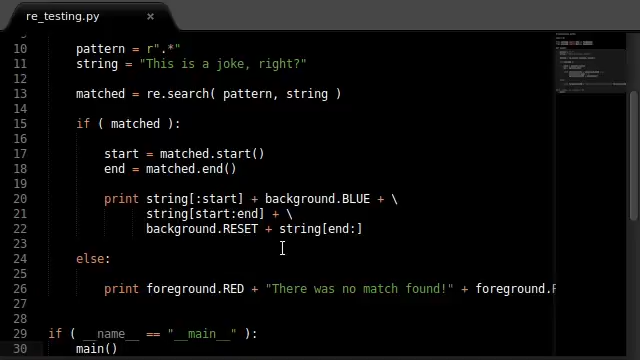 re_testing.py ×
10 pattern = r".*"
11 string = "This is a joke, right?"
12
13 matched = re.search( pattern, string )
14
15 if ( matched ):
16
17 start = matched.start()
18 end = matched.end()
19
20 print string[:start] + background.BLUE + \
21 string[start:end] + \
22 background.RESET + string[end:]
23
24 else:
25
26 print foreground.RED + "There was no match found!" + foreground.
27
28
29 if ( __name__ == "__main__" ):
30 main()